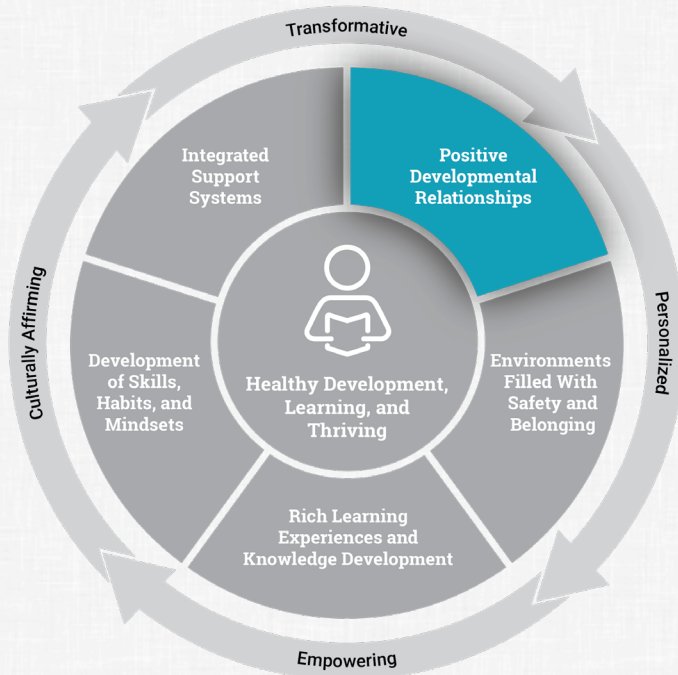 Transformative
Integrated
Support
Systems
Positive
Developmental
Relationships
Culturally Affirming
Personalized
Development
of Skills,
Habits, and
Mindsets
Healthy Development,
Learning, and
Thriving
Environments
Filled With
Safety and
Belonging
Rich Learning
Experiences and
Knowledge Development
Empowering